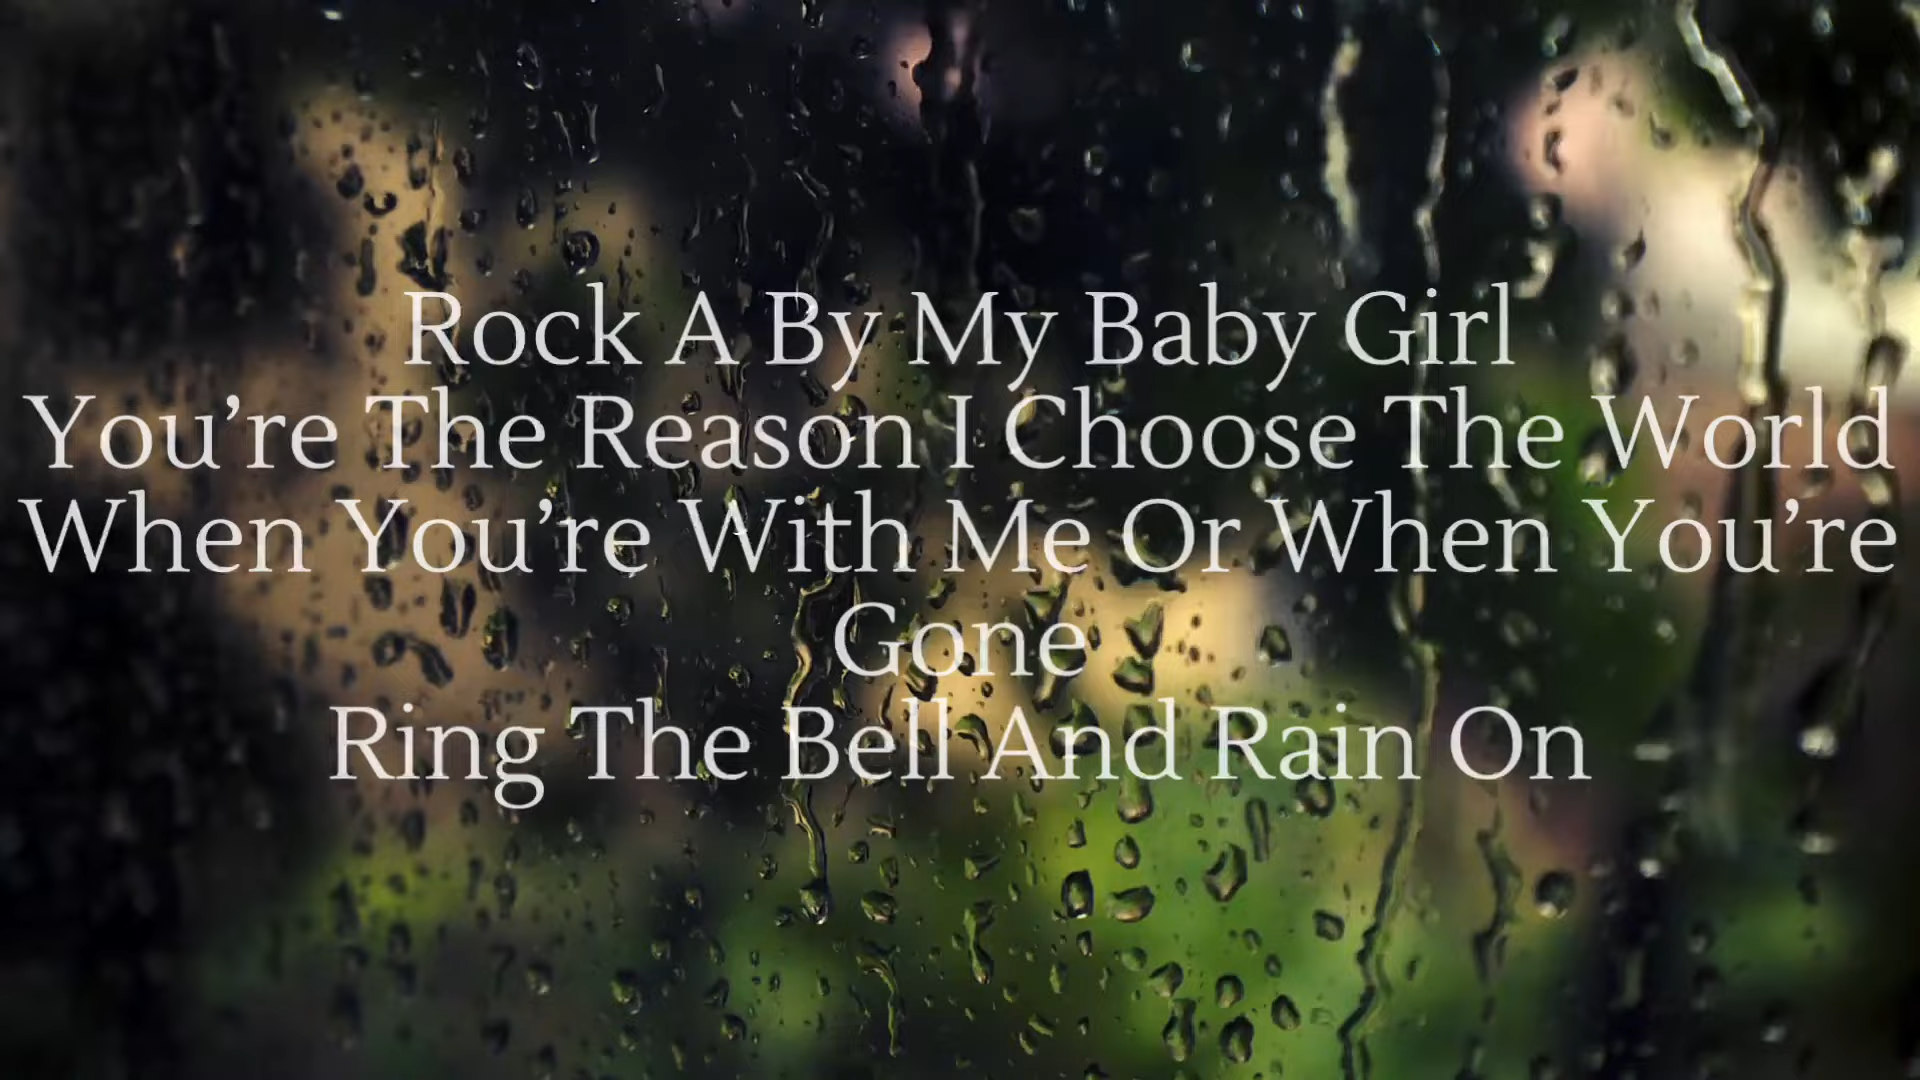 Rock A By My Baby Girl
You’re The Reason I Choose The World
When You’re With Me Or When You’re
Gone
Ring The Bell And Rain On